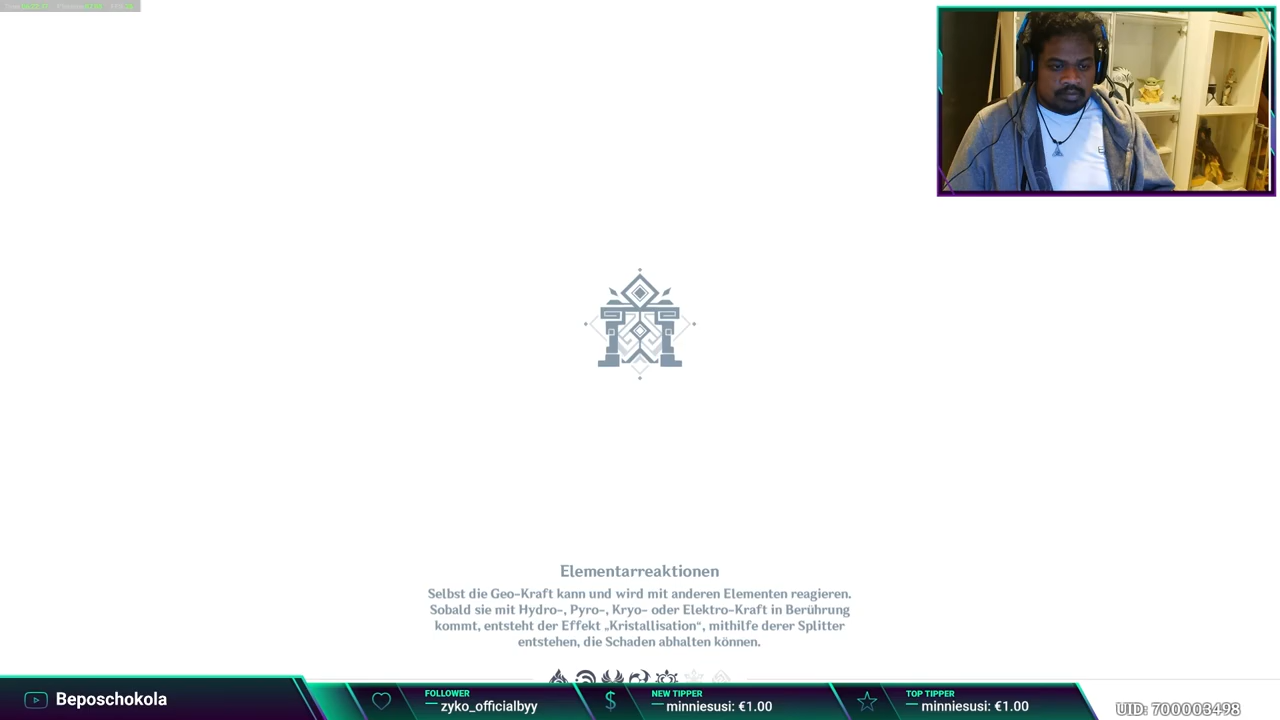 Elementarreaktionen
Selbst die Geo-Kraft kann und wird mit anderen Elementen reagieren.
Sobald sie mit Hydro-, Pyro-, Kryo- oder Elektro-Kraft in Berührung
kommt, entsteht der Effekt „Kristallisation“, mithilfe derer Splitter
entstehen, die Schaden abhalten können.
Beposchokola
FOLLOWER
zyko_officialbyy
$
NEW TIPPER
minniesusi: €1.00
TOP TIPPER
minniesusi: €1.00
UID: 700003498